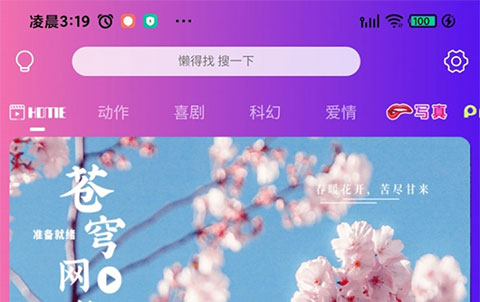 凌晨3:19 100
懒得找 搜一下
HOME 动作 喜剧 科幻 爱情 写真
春暖花开，苦尽甘来
苍穹网
准备就绪